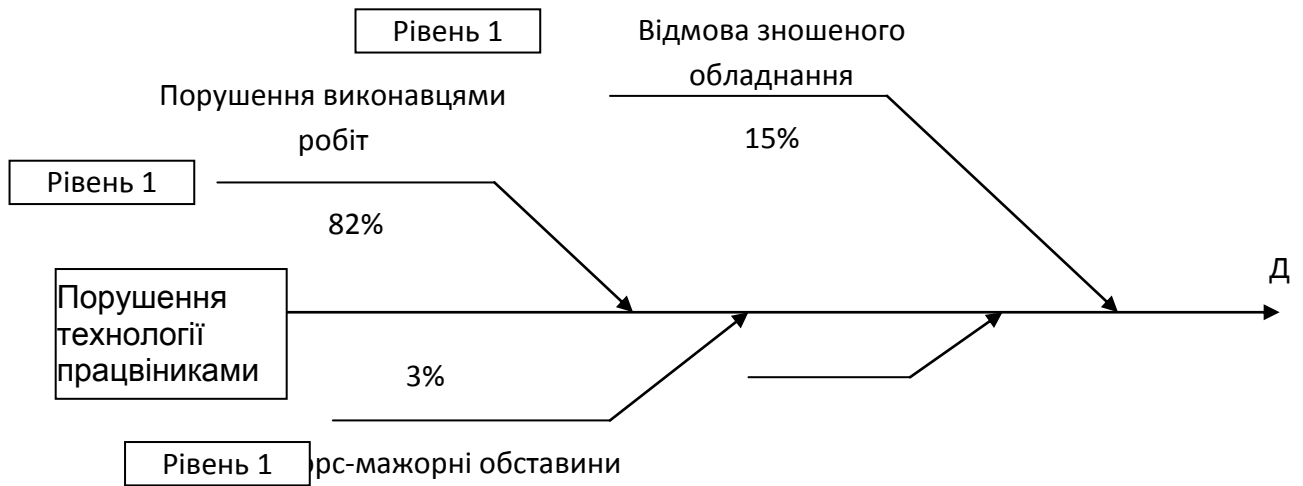 Рівень 1
Відмова зношеного
обладнання
15%
Порушення виконавцями
робіт
Рівень 1
82%
Д
Порушення
технології
працвіниками
3%
Рівень 1
орс-мажорні обставини